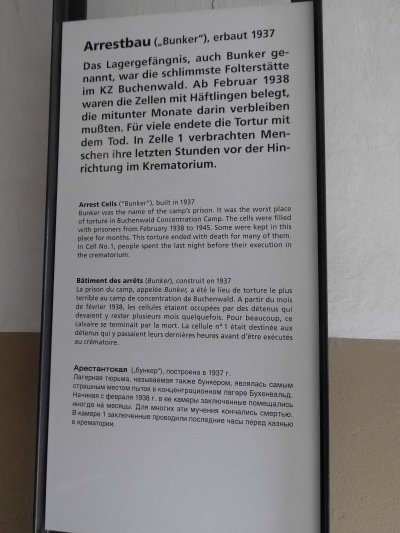 Arrestbau („Bunker"), erbaut 1937
Das Lagergefängnis, auch Bunker ge-
nannt, war die schlimmste Folterstätte
im KZ Buchenwald. Ab Februar 1938
waren die Zellen mit Häftlingen belegt,
die mitunter Monate darin verbleiben
mußten. Für viele endete die Tortur mit
dem Tod. In Zelle 1 verbrachten Men-
schen ihre letzten Stunden vor der Hin-
richtung im Krematorium.
Arrest Cells ("Bunker"), built in 1937
Bunker was the name of the camp's prison. It was the worst place
of torture in Buchenwald Concentration Camp. The cells were filled
with prisoners from February 1938 to 1945. Some were kept in this
place for months. This torture ended with death for many of them.
In Cell No. 1, people spent the last night before their execution in
the crematorium.
Bâtiment des arrêts (Bunker), construit en 1937
La prison du camp, appelée Bunker, a été le lieu de torture le plus
terrible au camp de concentration de Buchenwald. A partir du mois
de février 1938, les cellules étaient occupées par des détenus qui
devaient y rester plusieurs mois quelquefois. Pour beaucoup, ce
calvaire se terminait par la mort. La cellule n° 1 était destinée aux
détenus qui y passaient leurs dernières heures avant d'être exécutés
au crématoire.
Арестантская („бункер"), построена в 1937 г.
Лагерная тюрьма, называемая также бункером, являлась самым
страшным местом пыток в концентрационном лагере Бухенвальд.
Начиная с февраля 1938 г. в ее камеры заключенные помещались
иногда на месяцы. Для многих эти мучения кончались смертью.
В камере 1 заключенные проводили последние часы перед казнью
в крематории.